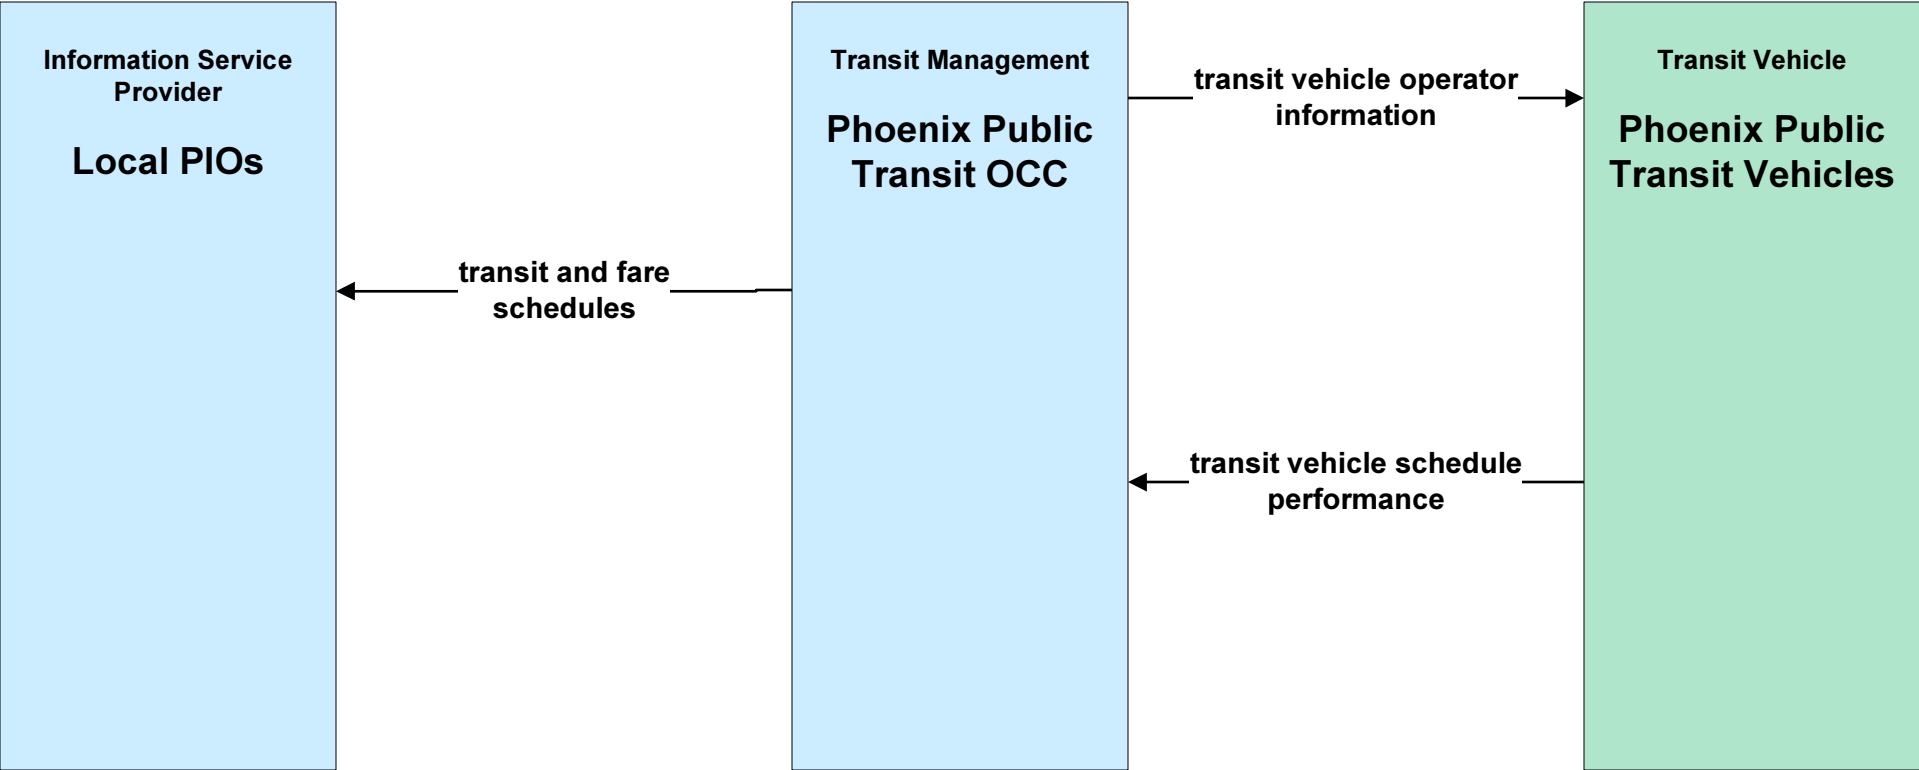 Information Service
Provider
Local PIOs
transit and fare
schedules
Transit Management
Phoenix Public
Transit OCC
transit vehicle operator
information
transit vehicle schedule
performance
Transit Vehicle
Phoenix Public
Transit Vehicles